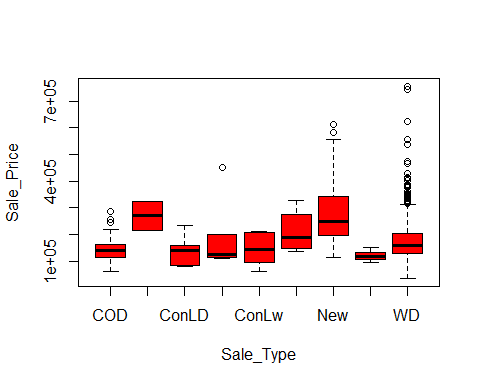 Sale_Price
7e+05
4e+05
1e+05
COD ConLD ConLw New WD
Sale_Type